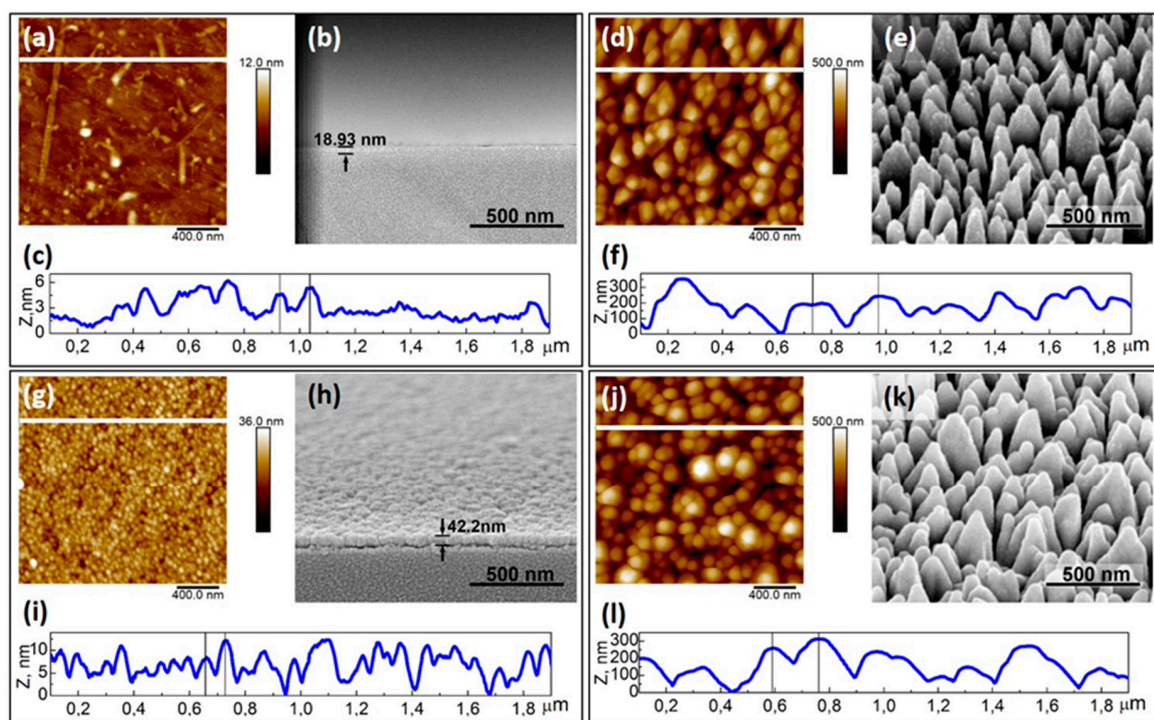 (a)
12.0 nm
400.0 nm
(b)
18.93 nm
500 nm
(c)
Z, nm
6
3
0
0,2 0,4 0,6 0,8 1,0 1,2 1,4 1,6 1,8 μm
(d)
500.0 nm
400.0 nm
(e)
500 nm
(f)
Z, nm
300
200
100
0
0,2 0,4 0,6 0,8 1,0 1,2 1,4 1,6 1,8 μm
(g)
36.0 nm
400.0 nm
(h)
42.2nm
500 nm
(i)
Z, nm
10
5
0
0,2 0,4 0,6 0,8 1,0 1,2 1,4 1,6 1,8 μm
(j)
500.0 nm
400.0 nm
(k)
500 nm
(l)
Z, nm
300
200
100
0
0,2 0,4 0,6 0,8 1,0 1,2 1,4 1,6 1,8 μm